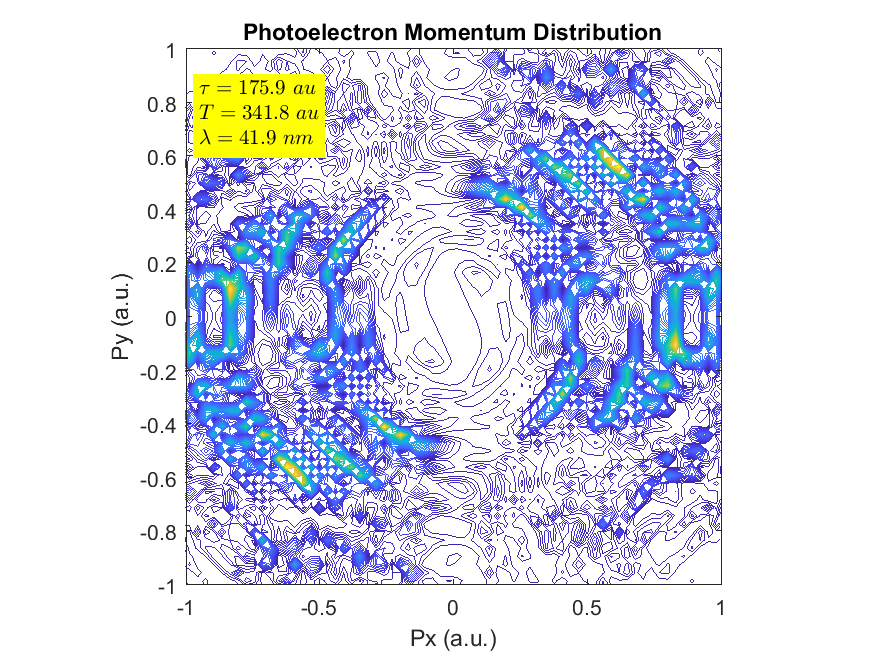 Photoelectron Momentum Distribution
τ = 175.9 au
T = 341.8 au
λ = 41.9 nm
1
0.8
0.6
0.4
0.2
0
-0.2
-0.4
-0.6
-0.8
-1
Py (a.u.)
-1 -0.5 0 0.5 1
Px (a.u.)